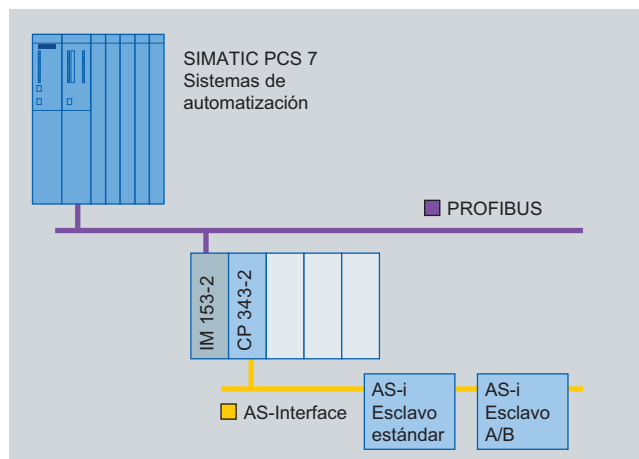 SIMATIC PCS 7
Sistemas de
automatización
PROFIBUS
IM 153-2
CP 343-2
AS-Interface
AS-i
Esclavo
estándar
AS-i
Esclavo
A/B